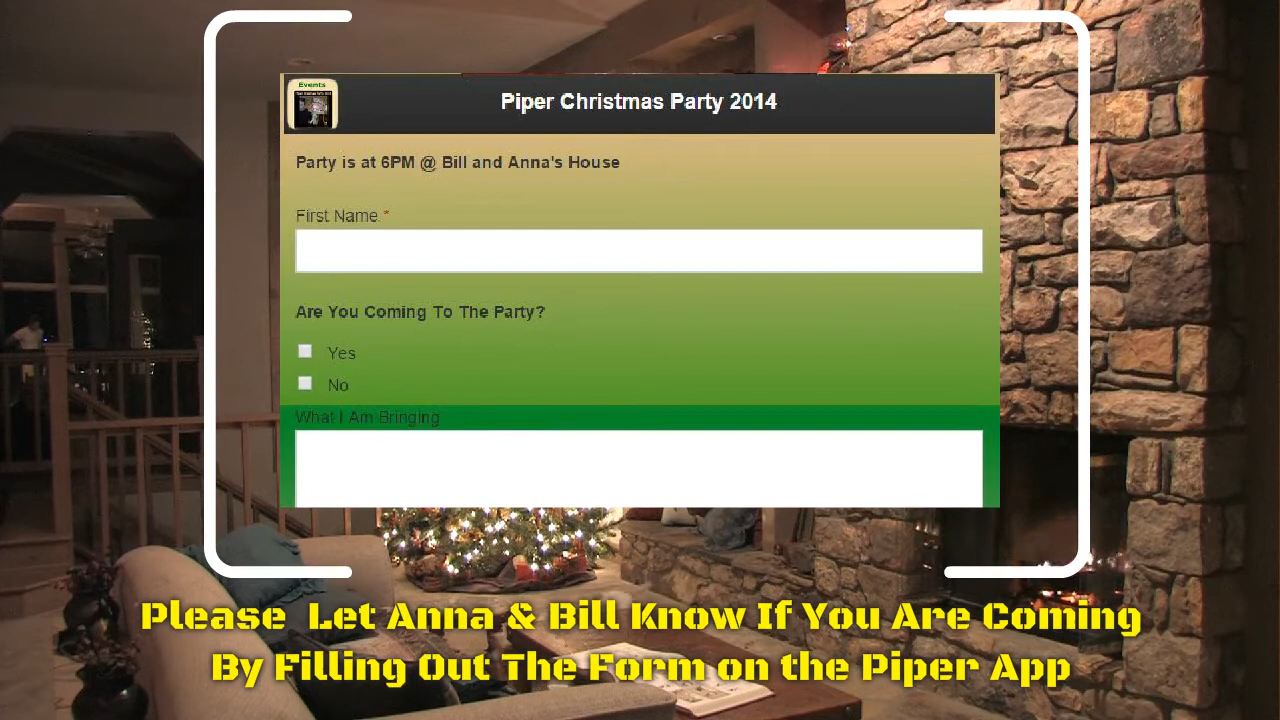 Events
Piper Christmas Party 2014
Party is at 6PM @ Bill and Anna's House
First Name *
Are You Coming To The Party?
Yes
No
What I Am Bringing
Please Let Anna & Bill Know If You Are Coming
By Filling Out The Form on the Piper App